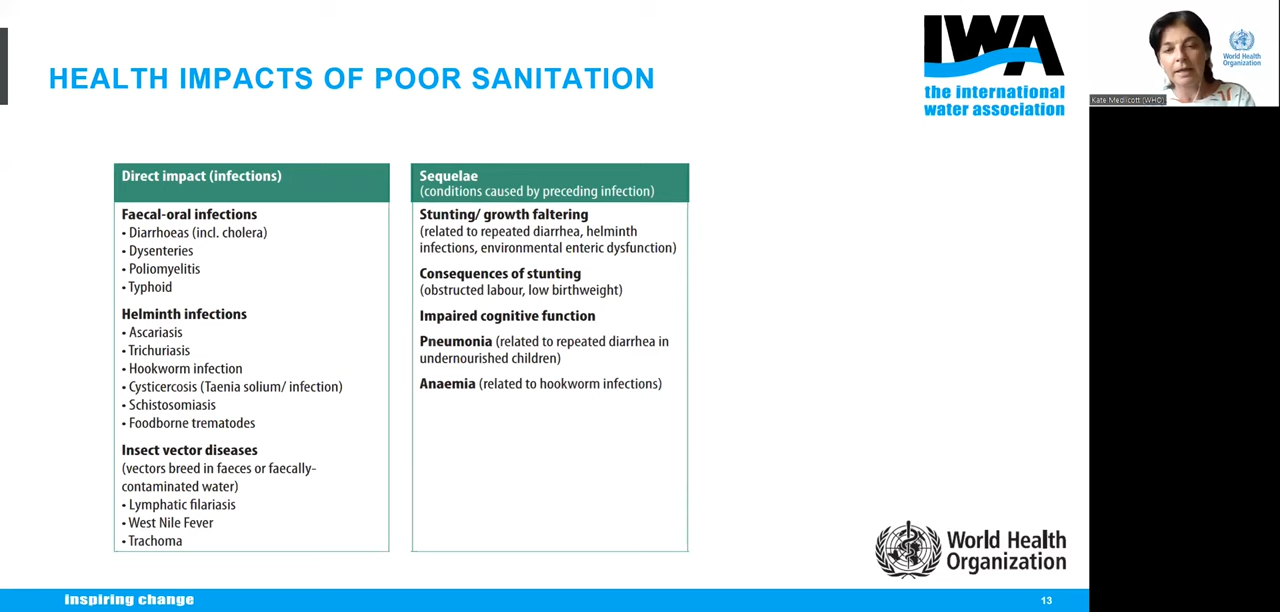 HEALTH IMPACTS OF POOR SANITATION
IWA
the international
water association
World Health
Organization
Kate Medlicott (WHO)
Direct impact (infections)
Faecal-oral infections
• Diarrhoeas (incl. cholera)
• Dysenteries
• Poliomyelitis
• Typhoid
Helminth infections
• Ascariasis
• Trichuriasis
• Hookworm infection
• Cysticercosis (Taenia solium/ infection)
• Schistosomiasis
• Foodborne trematodes
Insect vector diseases
(vectors breed in faeces or faecally-
contaminated water)
• Lymphatic filariasis
• West Nile Fever
• Trachoma
Sequelae
(conditions caused by preceding infection)
Stunting/ growth faltering
(related to repeated diarrhea, helminth
infections, environmental enteric dysfunction)
Consequences of stunting
(obstructed labour, low birthweight)
Impaired cognitive function
Pneumonia (related to repeated diarrhea in
undernourished children)
Anaemia (related to hookworm infections)
World Health
Organization
inspiring change
13